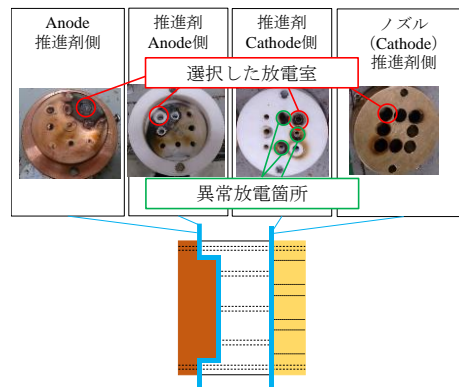 Anode
推進剤側
推進剤
Anode側
推進剤
Cathode側
ノズル
(Cathode)
推進剤側
選択した放電室
異常放電箇所